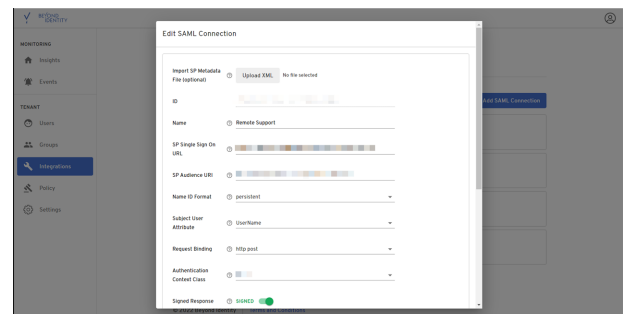 BEYOND
IDENTITY
Edit SAML Connection
MONITORING
Insights
Events
TENANT
Users
Groups
Integrations
Policy
Settings
Import SP Metadata
File (optional)
Upload XML
No file selected
ID
Add SAML Connection
Name
Remote Support
SP Single Sign On
URL
SP Audience URI
Name ID Format
persistent
Subject User
Attribute
UserName
Request Binding
http post
Authentication
Context Class
Signed Response
SIGNED
© 2022 Beyond Identity
Terms and Conditions